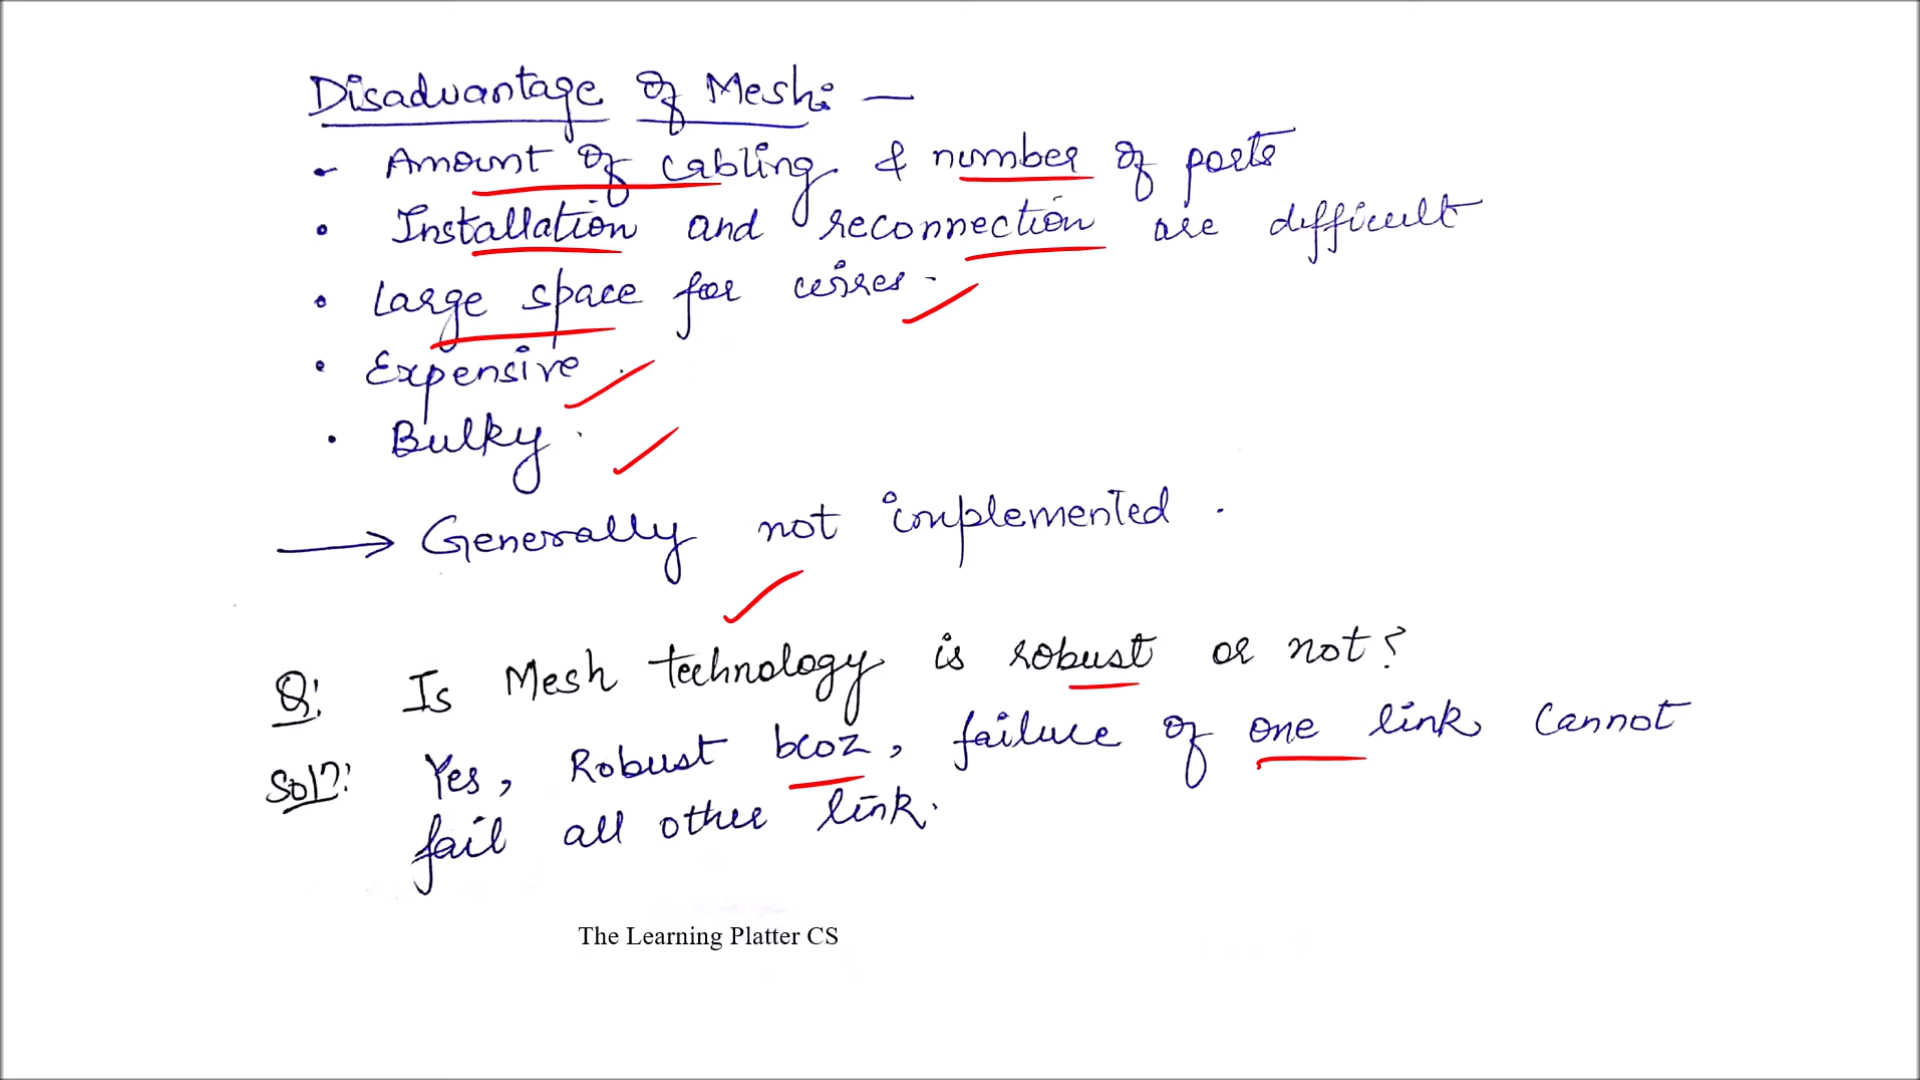 Disadvantage of Mesh: —
- Amount of cabling & number of ports
• Installation and reconnection are difficult
• Large space for wires.
• Expensive.
• Bulky.
→ Generally not implemented.
Q: Is Mesh technology is robust or not?
Solⁿ: Yes, Robust bcoz, failure of one link cannot
fail all other link.
The Learning Platter CS